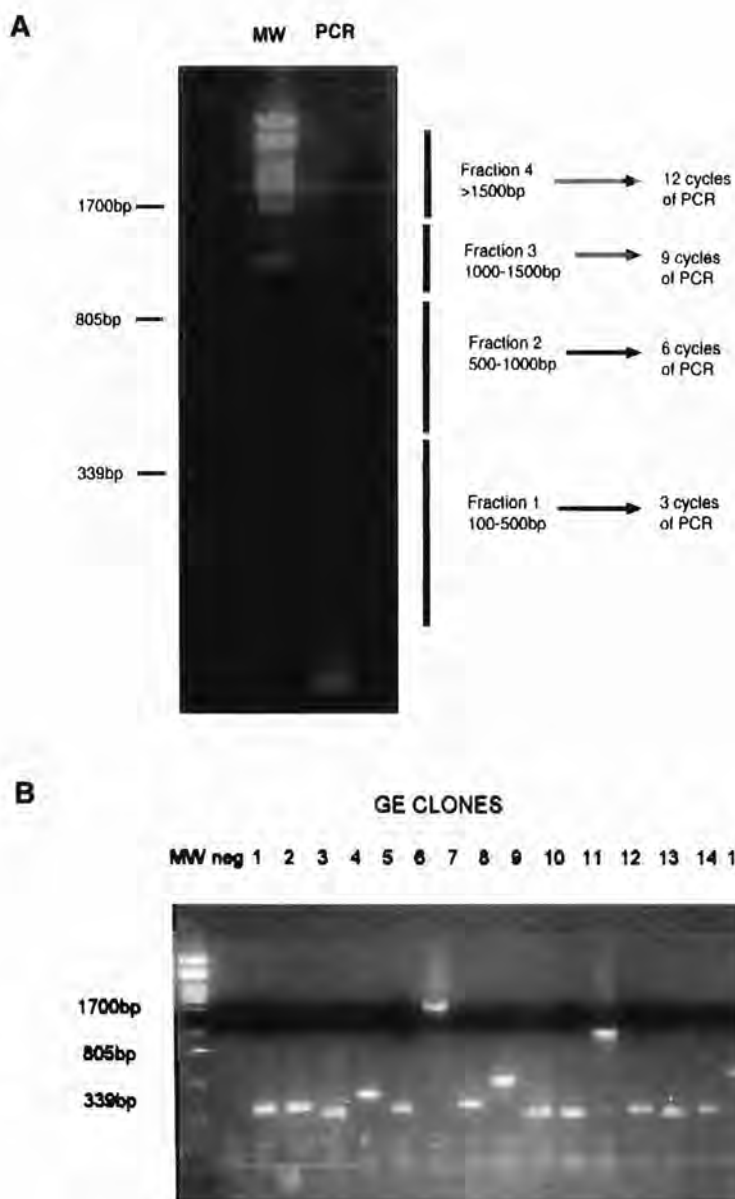 A
MW PCR
Fraction 4
>1500bp
12 cycles
of PCR
1700bp
Fraction 3
1000-1500bp
9 cycles
of PCR
805bp
Fraction 2
500-1000bp
6 cycles
of PCR
339bp
Fraction 1
100-500bp
3 cycles
of PCR
B
GE CLONES
MW neg 1 2 3 4 5 6 7 8 9 10 11 12 13 14
1700bp
805bp
339bp